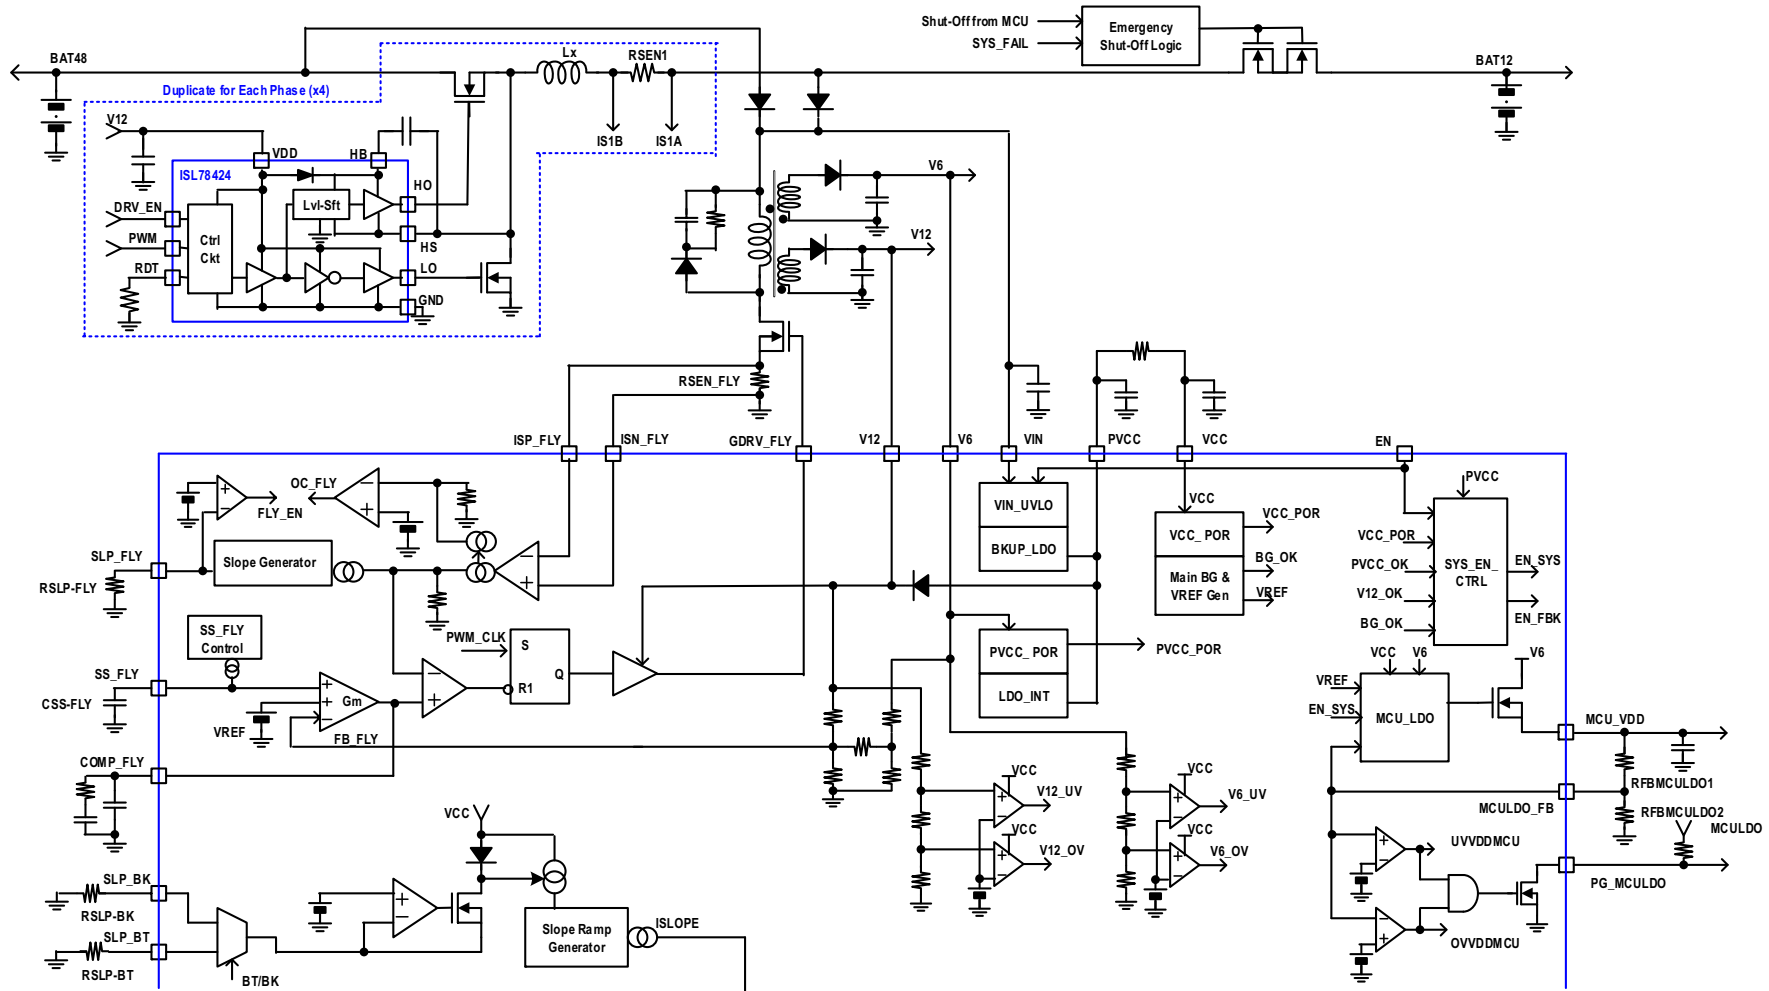 Shut-Off from MCU
SYS_FAIL
Emergency
Shut-Off Logic
BAT48
Lx
RSEN1
BAT12
Duplicate for Each Phase (x4)
IS1B
IS1A
V12
VDD
HB
ISL78424
HO
DRV_EN
Lvl-Sft
PWM
Ctrl
Ckt
HS
RDT
LO
GND
V6
V12
RSEN_FLY
ISP_FLY
ISN_FLY
GDRV_FLY
V12
V6
VIN
PVCC
VCC
EN
OC_FLY
FLY_EN
SLP_FLY
Slope Generator
RSLP-FLY
VIN_UVLO
BKUP_LDO
VCC
VCC_POR
VCC_POR
BG_OK
Main BG &
VREF Gen
VREF
PVCC
VCC_POR
PVCC_OK
V12_OK
BG_OK
SYS_EN_
CTRL
EN_SYS
EN_FBK
SS_FLY
Control
PWM_CLK
S
Q
R1
PVCC_POR
LDO_INT
PVCC_POR
VCC
V6
V6
SS_FLY
CSS-FLY
VREF
Gm
FB_FLY
VREF
EN_SYS
MCU_LDO
MCU_VDD
COMP_FLY
RFBMCULDO1
MCULDO_FB
RFBMCULDO2
MCULDO
VCC
V12_UV
VCC
V12_OV
VCC
V6_UV
VCC
V6_OV
UVVDDMCU
PG_MCULDO
OVVDDMCU
VCC
SLP_BK
RSLP-BK
SLP_BT
RSLP-BT
BT/BK
Slope Ramp
Generator
ISLOPE